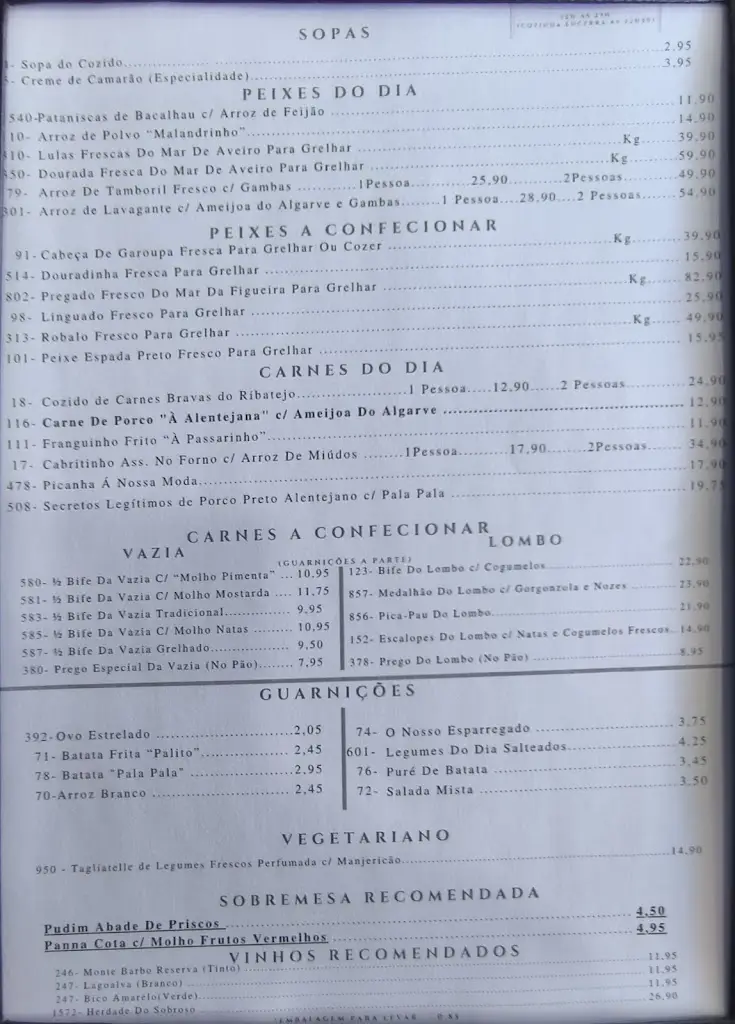 SOPAS
- Sopa do Cozido 2.95
- Creme de Camarão (Especialidade) 3.95
PEIXES DO DIA
540-Pataniscas de Bacalhau c/ Arroz de Feijão 11.90
10- Arroz de Polvo "Malandrinho" 14.90
310- Lulas Frescas Do Mar De Aveiro Para Grelhar Kg 39,90
350- Dourada Fresca Do Mar De Aveiro Para Grelhar Kg 59.90
79- Arroz De Tamboril Fresco c/ Gambas 1Pessoa 25,90 2Pessoas 49,90
301- Arroz de Lavagante c/ Ameijoa do Algarve e Gambas 1 Pessoa 28,90 2 Pessoas 54,90
PEIXES A CONFECIONAR
91- Cabeça De Garoupa Fresca Para Grelhar Ou Cozer Kg 39,90
514- Douradinha Fresca Para Grelhar 15.90
802- Pregado Fresco Do Mar Da Figueira Para Grelhar Kg 82,90
98- Linguado Fresco Para Grelhar 25,90
313- Robalo Fresco Para Grelhar Kg 49,90
101- Peixe Espada Preto Fresco Para Grelhar 15,95
CARNES DO DIA
18- Cozido de Carnes Bravas do Ribatejo 1 Pessoa 12,90 2 Pessoas 24,90
116- Carne De Porco "À Alentejana" c/ Ameijoa Do Algarve 12,90
111- Franguinho Frito "À Passarinho" 11,90
17- Cabritinho Ass. No Forno c/ Arroz De Miúdos 1Pessoa 17,90 2Pessoas 34,90
478- Picanha Á Nossa Moda 17,90
508- Secretos Legítimos de Porco Preto Alentejano c/ Pala Pala 19,75
CARNES A CONFECIONAR
VAZIA
(GUARNIÇÕES A PARTE)
580- ½ Bife Da Vazia C/ "Molho Pimenta" 10.95
581- ½ Bife Da Vazia C/ Molho Mostarda 11,75
583- ½ Bife Da Vazia Tradicional 9.95
585- ½ Bife Da Vazia C/ Molho Natas 10,95
587- ½ Bife Da Vazia Grelhado 9,50
380- Prego Especial Da Vazia (No Pão) 7,95
LOMBO
123- Bife Do Lombo c/ Cogumelos 22,90
857- Medalhão Do Lombo c/ Gorgonzola e Nozes 23,90
856- Pica-Pau Do Lombo 21,90
152- Escalopes Do Lombo c/ Natas e Cogumelos Frescos 14,90
378- Prego Do Lombo (No Pão) 8,95
GUARNIÇÕES
392-Ovo Estrelado 2,05
71- Batata Frita "Palito" 2,45
78- Batata "Pala Pala" 2,95
70-Arroz Branco 2,45
74- O Nosso Esparregado 3,75
601- Legumes Do Dia Salteados 4,25
76- Puré De Batata 3,45
72- Salada Mista 3,50
VEGETARIANO
950 - Tagliatelle de Legumes Frescos Perfumada c/ Manjericão 14,90
SOBREMESA RECOMENDADA
Pudim Abade De Priscos 4,50
Panna Cota c/ Molho Frutos Vermelhos 4,95
VINHOS RECOMENDADOS
246- Monte Barbo Reserva (Tinto) 11,95
247- Lagoalva (Branco) 11,95
247- Bico Amarelo(Verde) 11,95
1572- Herdade Do Sobroso 26,90
EMBALAGEM PARA LEVAR